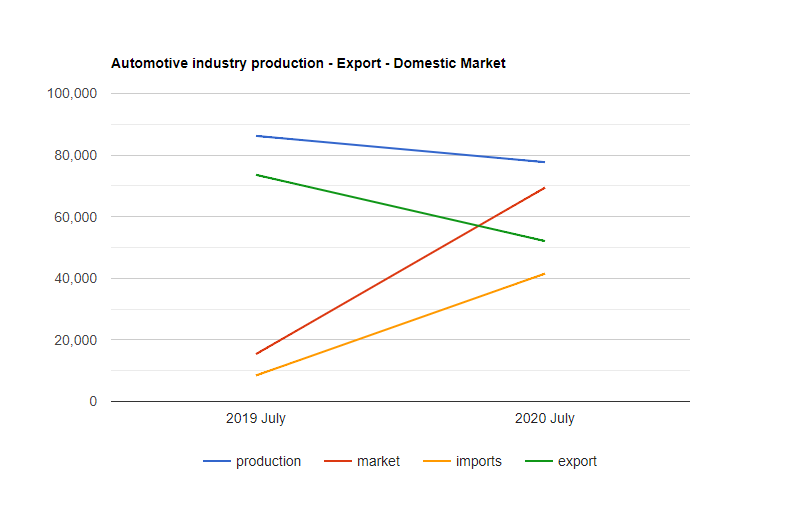 Automotive industry production - Export - Domestic Market
100,000
80,000
60,000
40,000
20,000
0
2019 July 2020 July
production market imports export